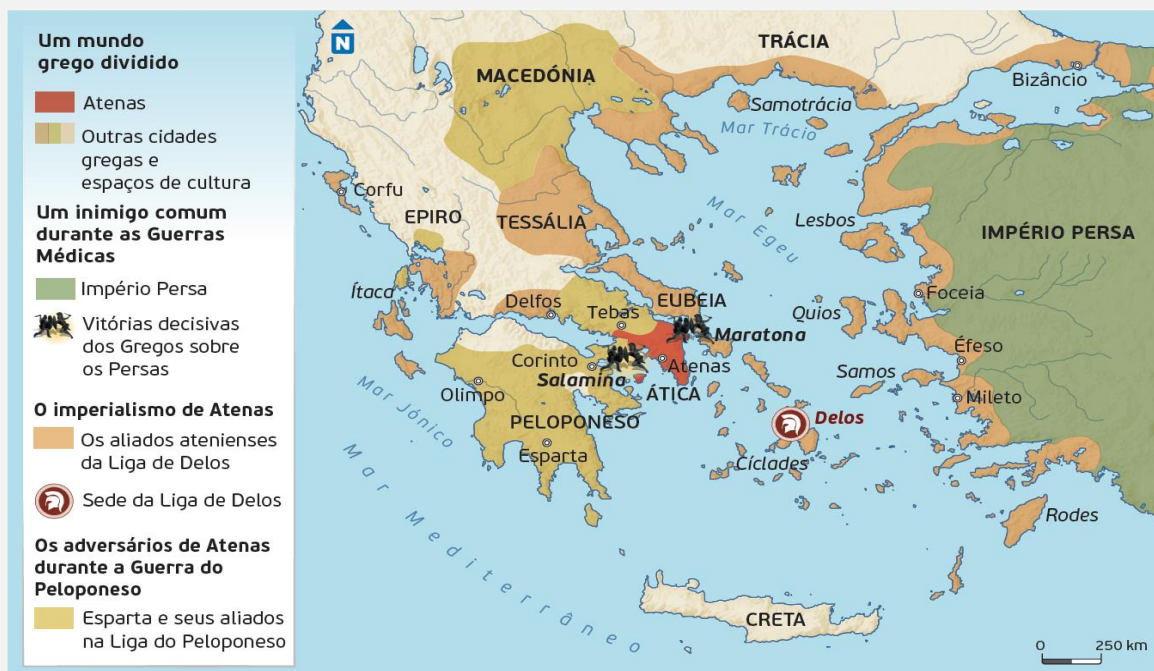 Um mundo
grego dividido
Atenas
Outras cidades
gregas e
espaços de cultura
Um inimigo comum
durante as Guerras
Médicas
Império Persa
Vitórias decisivas
dos Gregos sobre
os Persas
O imperialismo de Atenas
Os aliados atenienses
da Liga de Delos
Sede da Liga de Delos
Os adversários de Atenas
durante a Guerra do
Peloponeso
Esparta e seus aliados
na Liga do Peloponeso
N
TRÁCIA
MACEDÓNIA
Bizâncio
Samotrácia
Mar Trácio
Corfu
EPIRO
TESSÁLIA
Mar Egeu
Lesbos
IMPÉRIO PERSA
Ítaca
Delfos
Tebas
EUBEIA
Maratona
Quios
Foceia
Corinto
Salamina
Atenas
Éfeso
Olimpo
ÁTICA
Samos
Mileto
Mar Jónico
PELOPONESO
Esparta
Delos
Cíclades
Rodes
Mar Mediterrâneo
CRETA
0 250 km